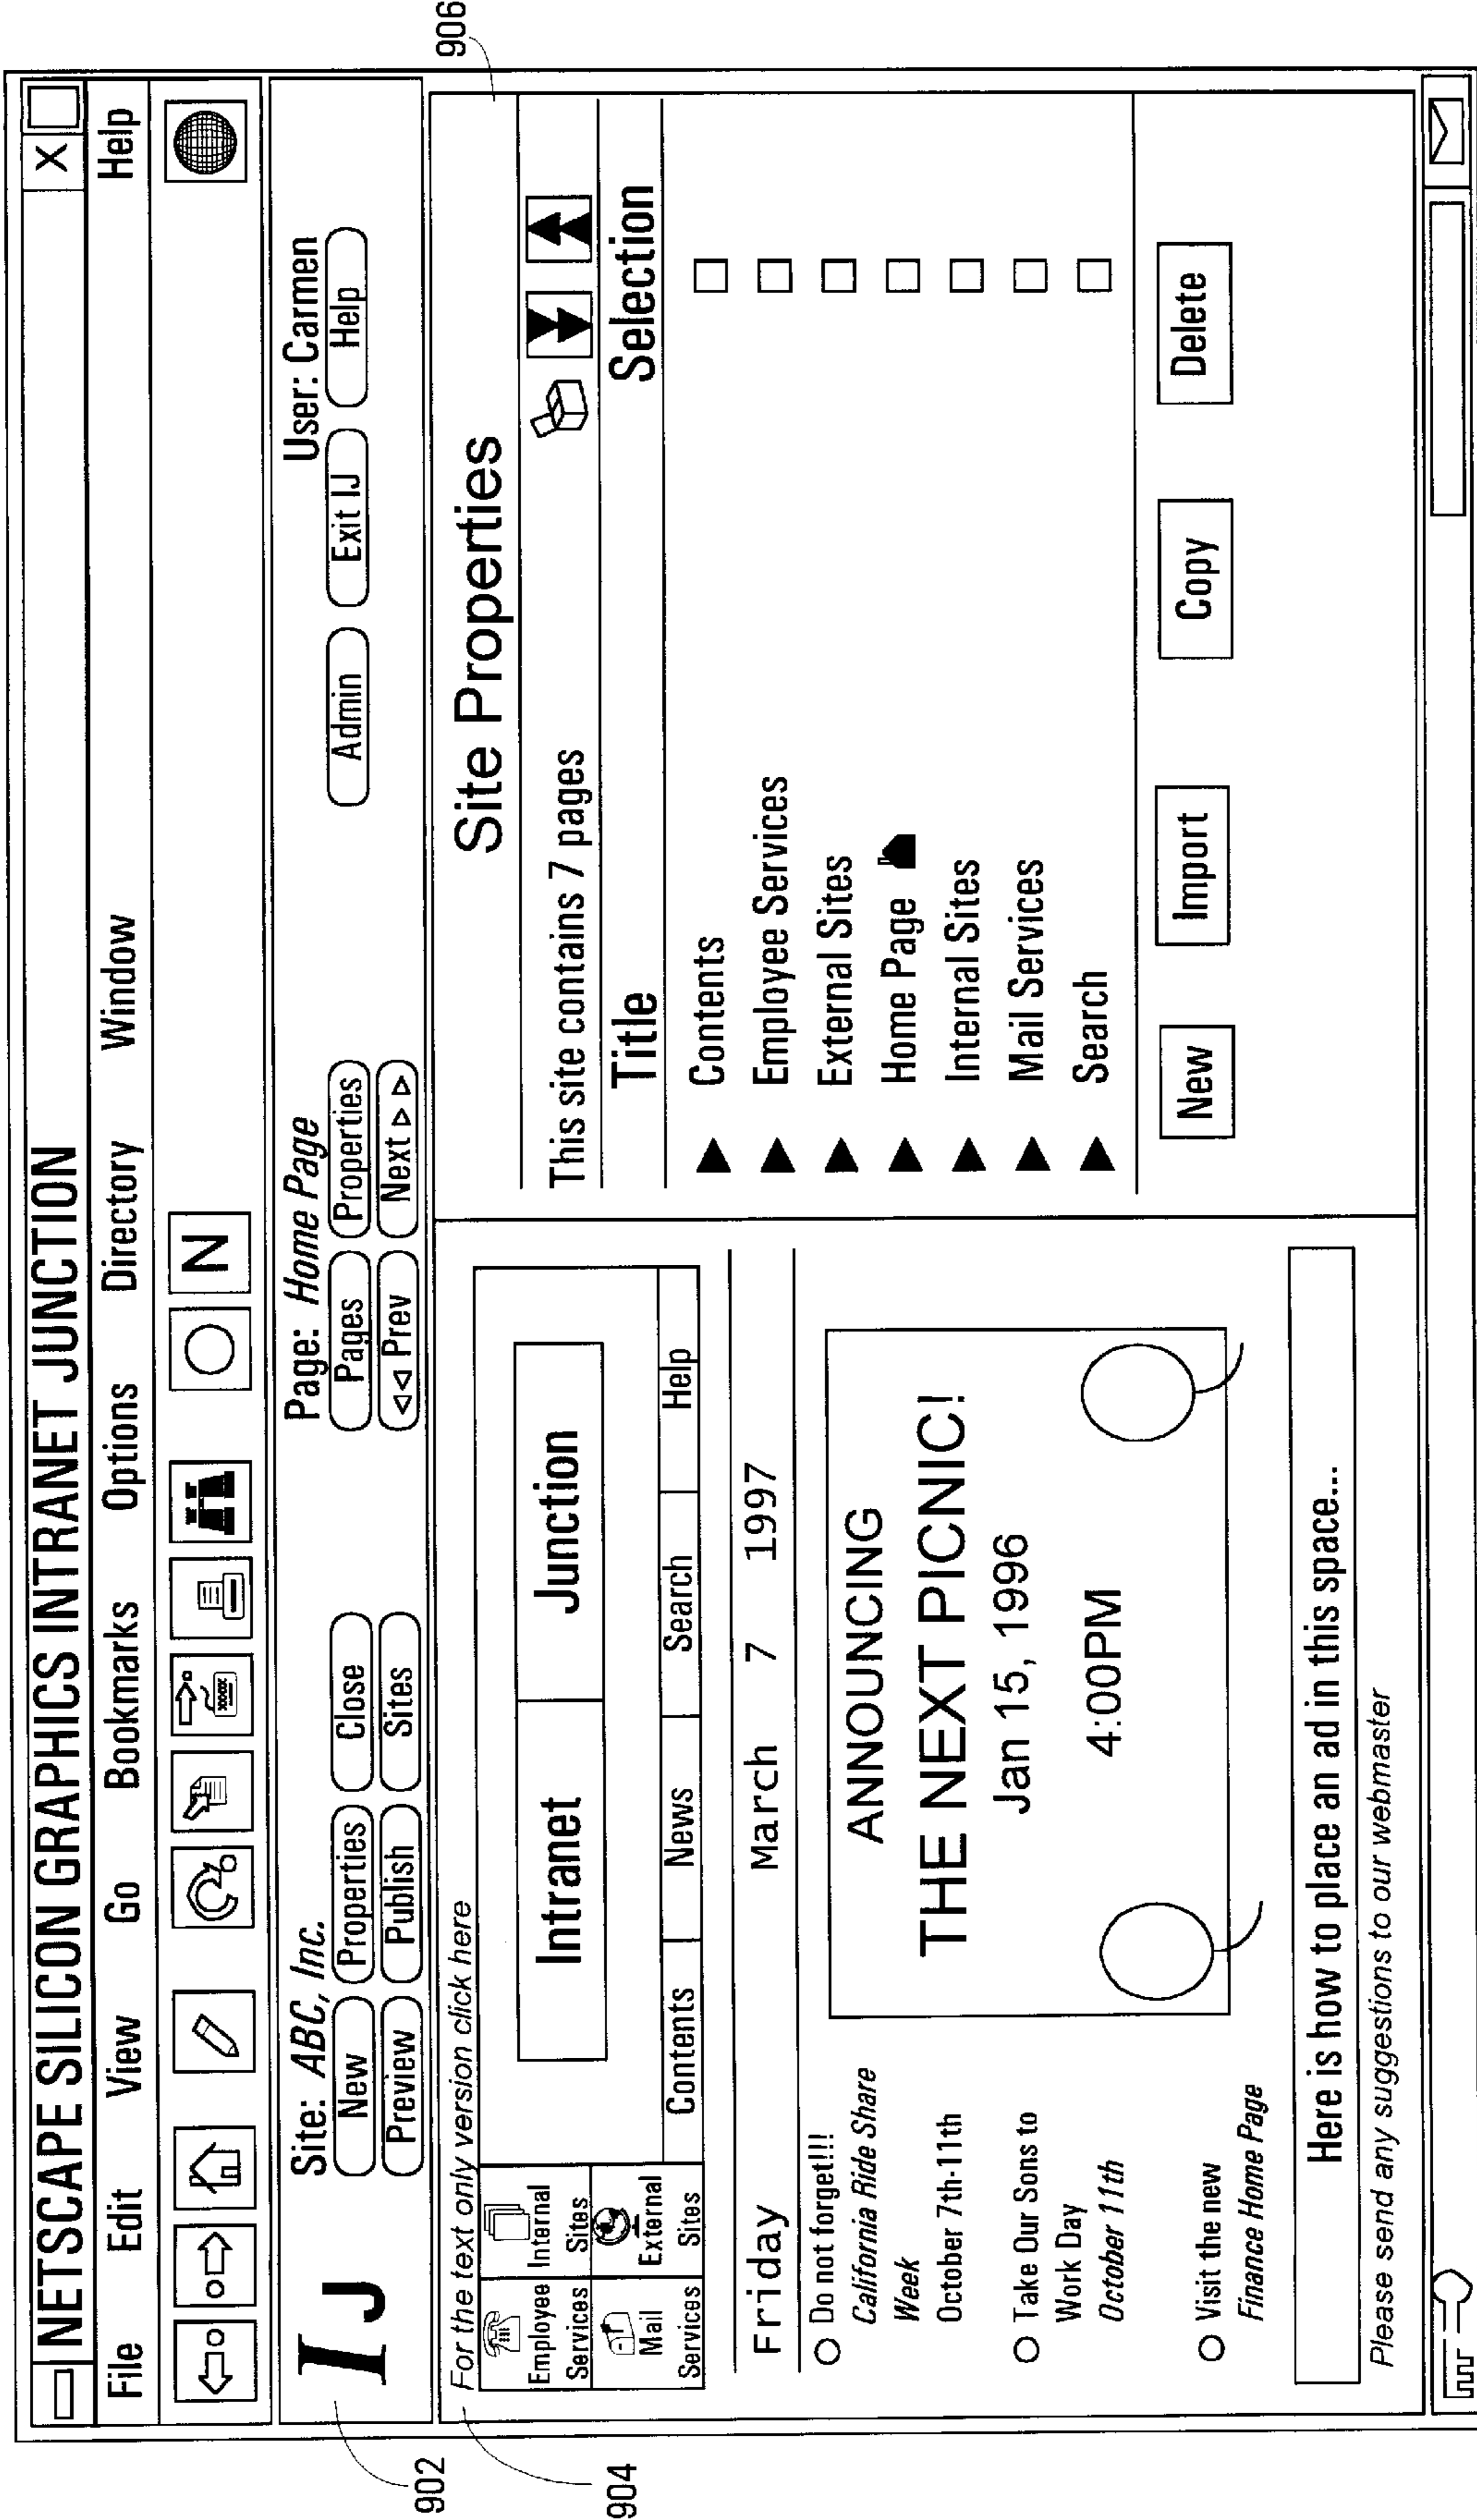 NETSCAPE SILICON GRAPHICS INTRANET JUNCTION X
File Edit View Go Bookmarks Options Directory Window Help
N
902
IJ
Site: ABC, Inc.
New Properties Close
Preview Publish Sites
Page: Home Page
Pages Properties
◁◁ Prev Next ▷▷
User: Carmen
Admin Exit IJ Help
904
For the text only version click here
Employee Services
Internal Sites
Mail Services
External Sites
Intranet Junction
Contents News Search Help
Friday March 7 1997
Do not forget!!!
California Ride Share
Week
October 7th-11th
Take Our Sons to
Work Day
October 11th
Visit the new
Finance Home Page
ANNOUNCING
THE NEXT PICNIC!
Jan 15, 1996
4:00PM
Here is how to place an ad in this space...
Please send any suggestions to our webmaster
906
Site Properties
This site contains 7 pages
Title Selection
Contents
Employee Services
External Sites
Home Page
Internal Sites
Mail Services
Search
New Import Copy Delete